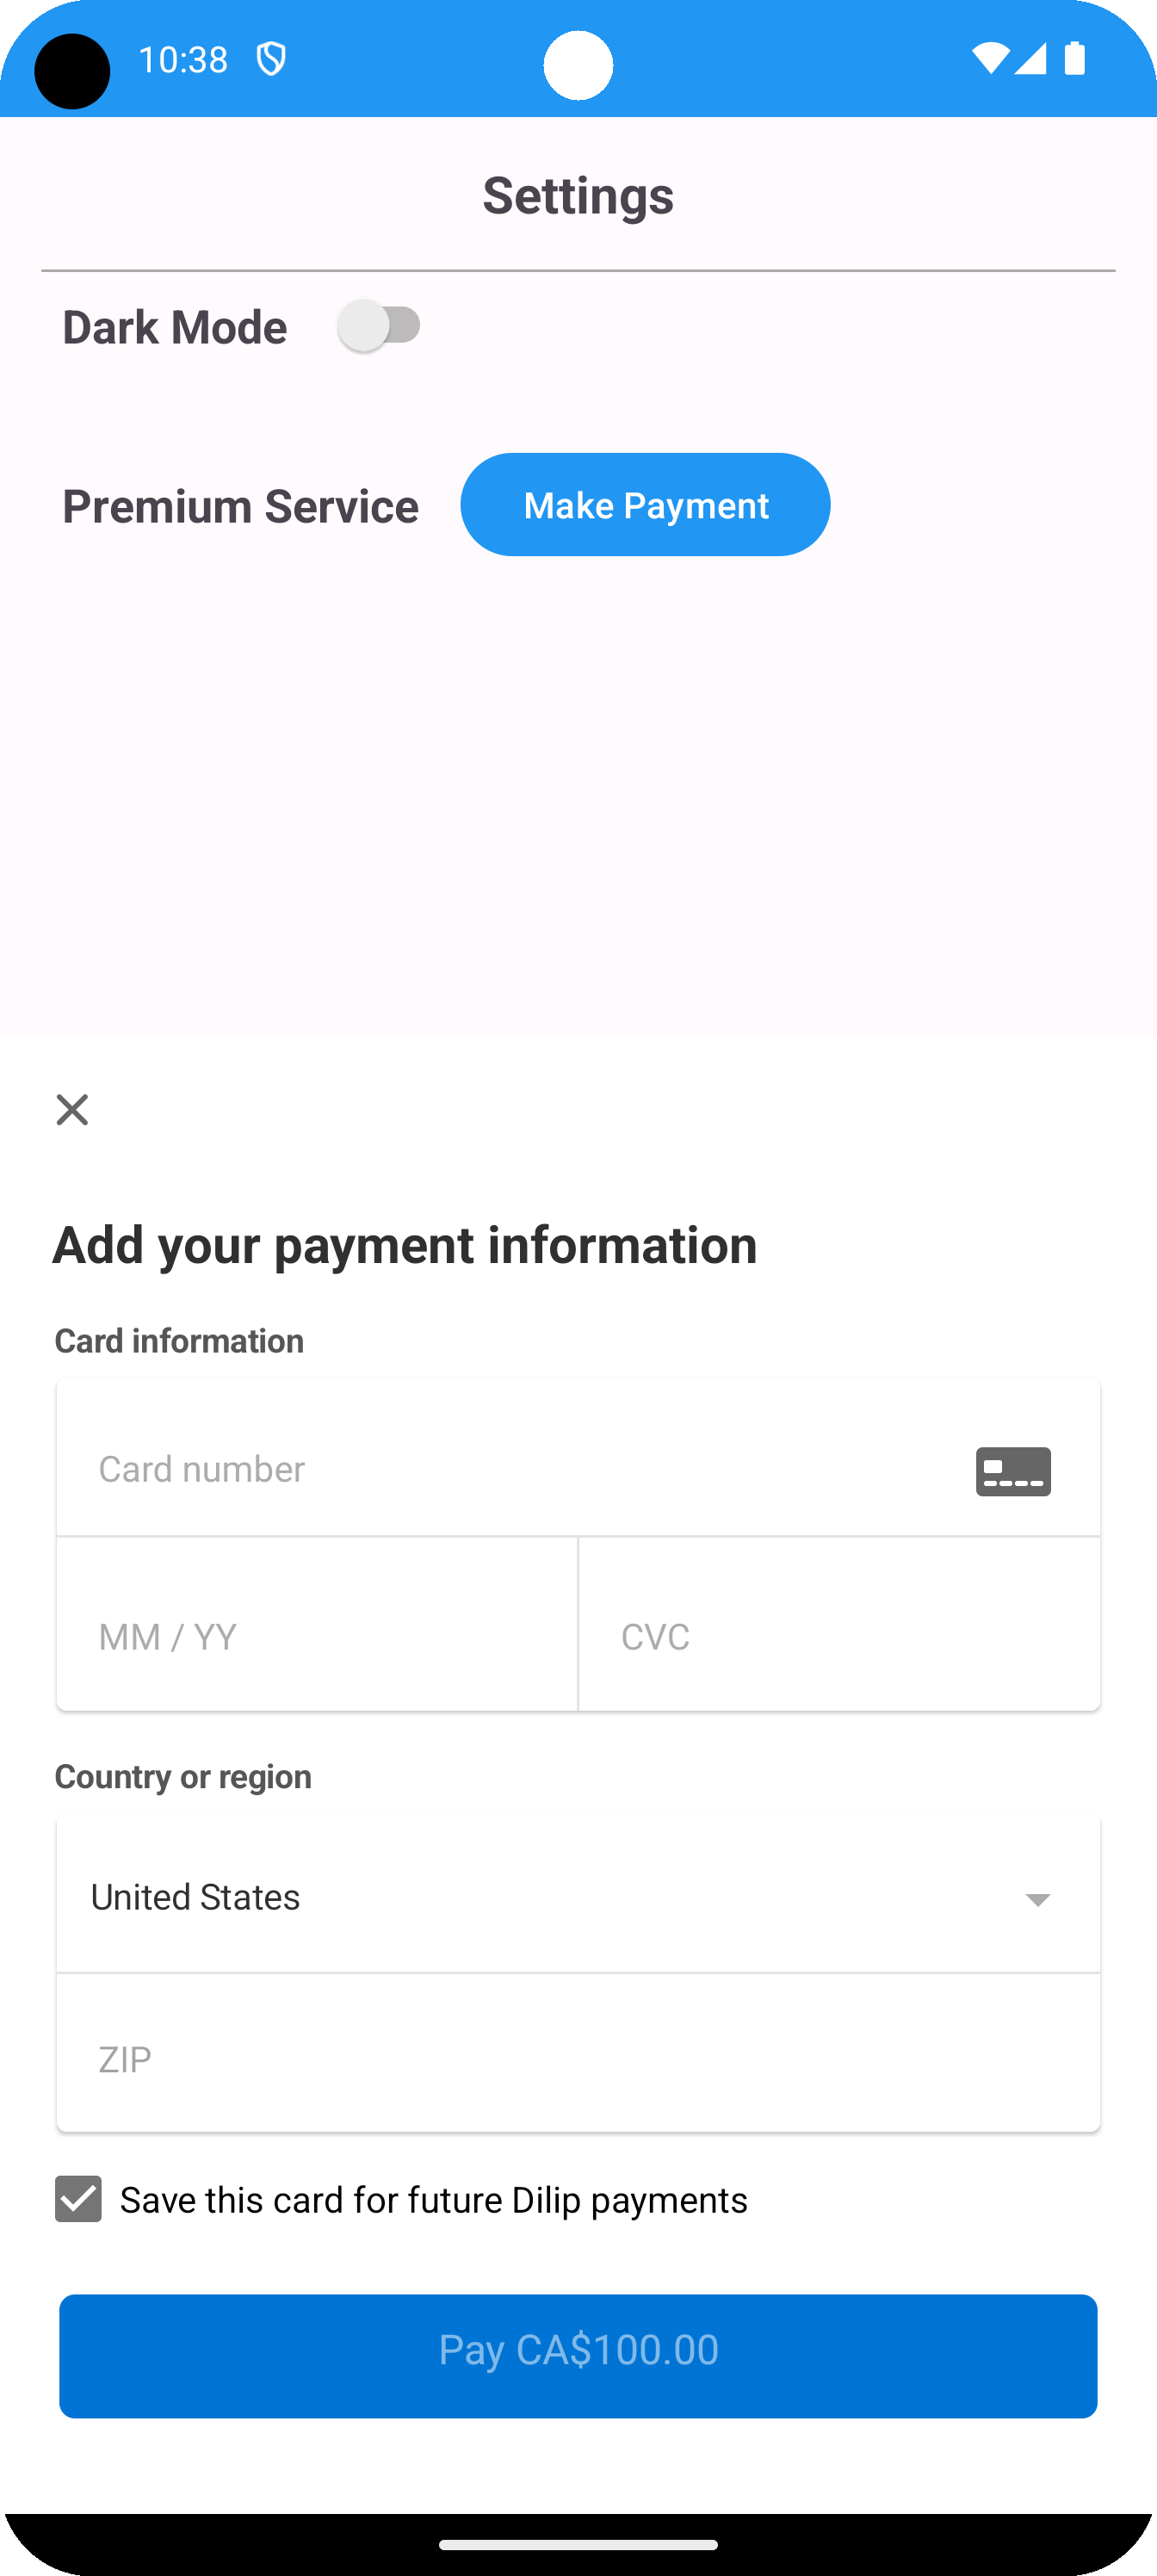 10:38
Settings
Dark Mode
Premium Service Make Payment
Add your payment information
Card information
Card number
MM / YY CVC
Country or region
United States
ZIP
Save this card for future Dilip payments
Pay CA$100.00